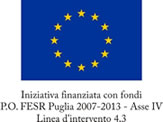 Iniziativa finanziata con fondi
P.O. FESR Puglia 2007-2013 - Asse IV
Linea d'intervento 4.3